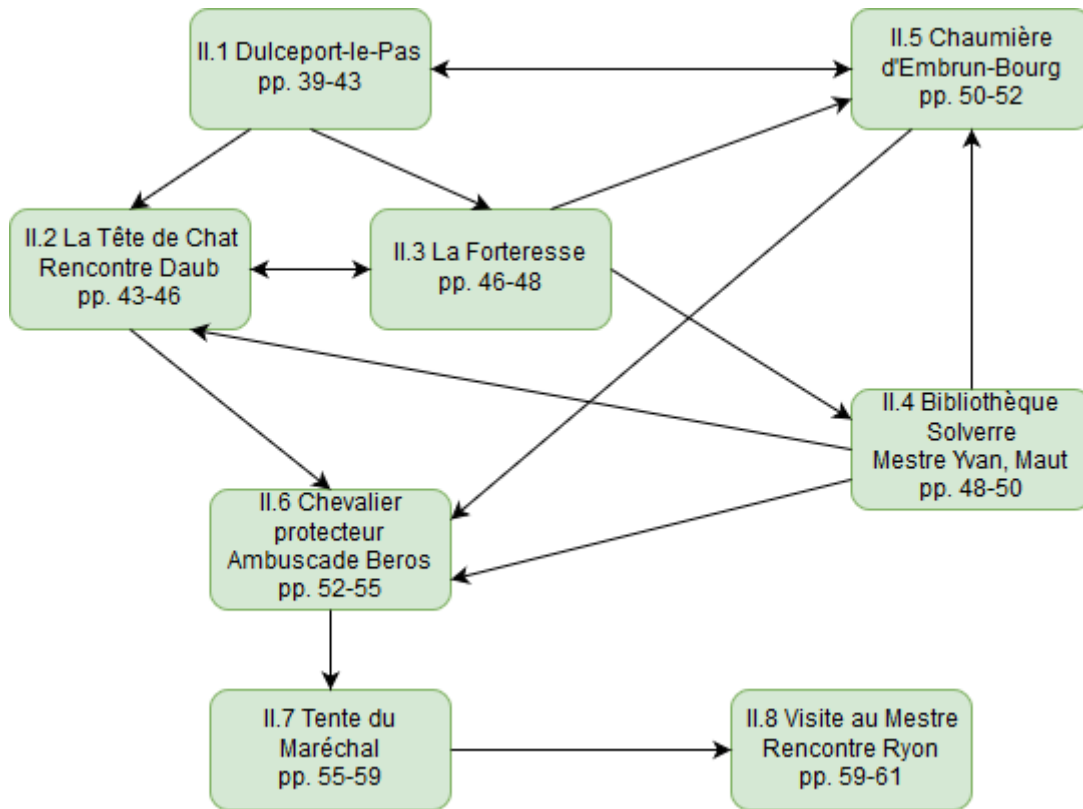 II.1 Dulceport-le-Pas
pp. 39-43
II.5 Chaumière
d'Embrun-Bourg
pp. 50-52
II.2 La Tête de Chat
Rencontre Daub
pp. 43-46
II.3 La Forteresse
pp. 46-48
II.4 Bibliothèque
Solverre
Mestre Yvan, Maut
pp. 48-50
II.6 Chevalier
protecteur
Ambuscade Beros
pp. 52-55
II.7 Tente du
Maréchal
pp. 55-59
II.8 Visite au Mestre
Rencontre Ryon
pp. 59-61